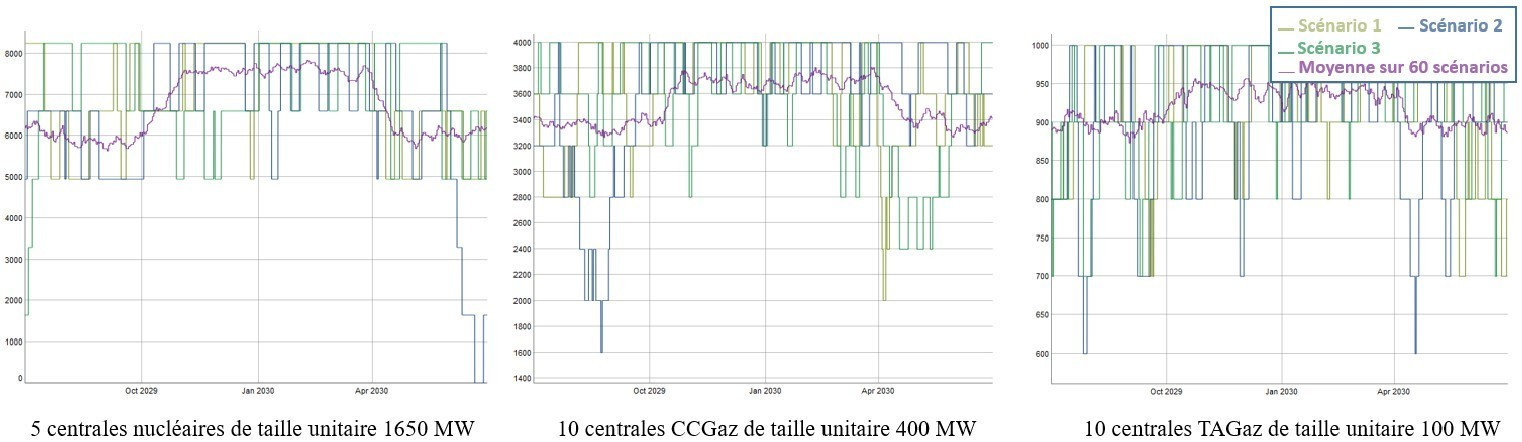 Scénario 1
Scénario 2
Scénario 3
Moyenne sur 60 scénarios
8000
7000
6000
5000
4000
3000
2000
1000
0
Oct 2029
Jan 2030
Apr 2030
4000
3800
3600
3400
3200
3000
2800
2600
2400
2200
2000
1800
1600
1400
Oct 2029
Jan 2030
Apr 2030
1000
950
900
850
800
750
700
650
600
Oct 2029
Jan 2030
Apr 2030
5 centrales nucléaires de taille unitaire 1650 MW
10 centrales CCGaz de taille unitaire 400 MW
10 centrales TAGaz de taille unitaire 100 MW